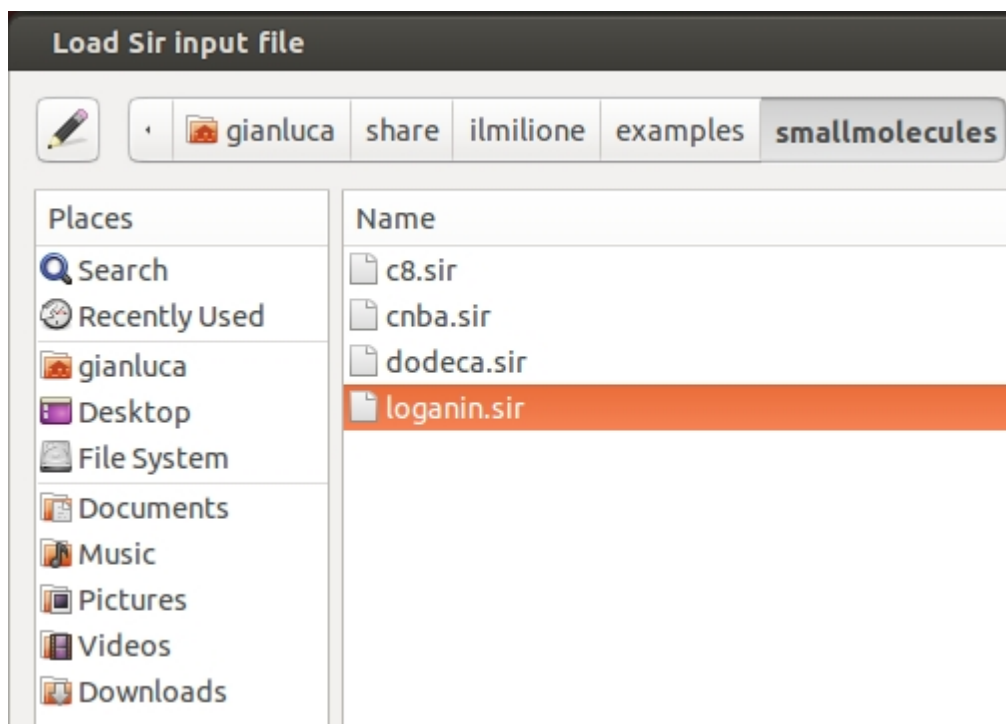 Load Sir input file
gianluca share ilmilione examples smallmolecules
Places
Search
Recently Used
gianluca
Desktop
File System
Documents
Music
Pictures
Videos
Downloads
Name
c8.sir
cnba.sir
dodeca.sir
loganin.sir